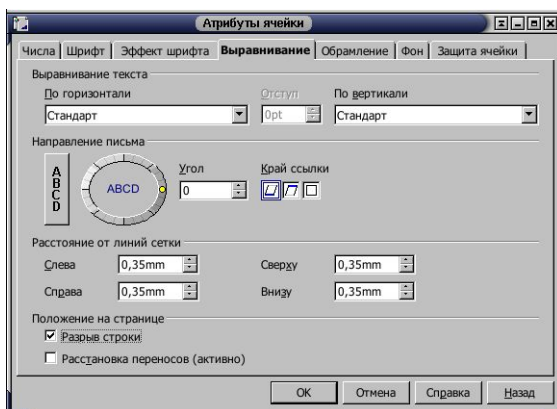 Атрибуты ячейки
Числа Шрифт Эффект шрифта Выравнивание Обрамление Фон Защита ячейки
Выравнивание текста
По горизонтали Отступ По вертикали
Стандарт 0pt Стандарт
Направление письма
ABCD
ABCD
Угол Край ссылки
0
Расстояние от линий сетки
Слева 0,35mm Сверху 0,35mm
Справа 0,35mm Внизу 0,35mm
Положение на странице
Разрыв строки
Расстановка переносов (активно)
OK Отмена Справка Назад